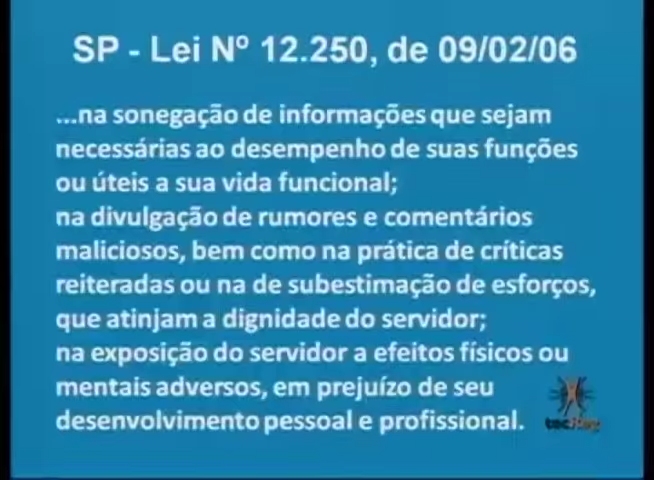 SP - Lei Nº 12.250, de 09/02/06
...na sonegação de informações que sejam
necessárias ao desempenho de suas funções
ou úteis a sua vida funcional;
na divulgação de rumores e comentários
maliciosos, bem como na prática de críticas
reiteradas ou na de subestimação de esforços,
que atinjam a dignidade do servidor;
na exposição do servidor a efeitos físicos ou
mentais adversos, em prejuízo de seu
desenvolvimento pessoal e profissional.